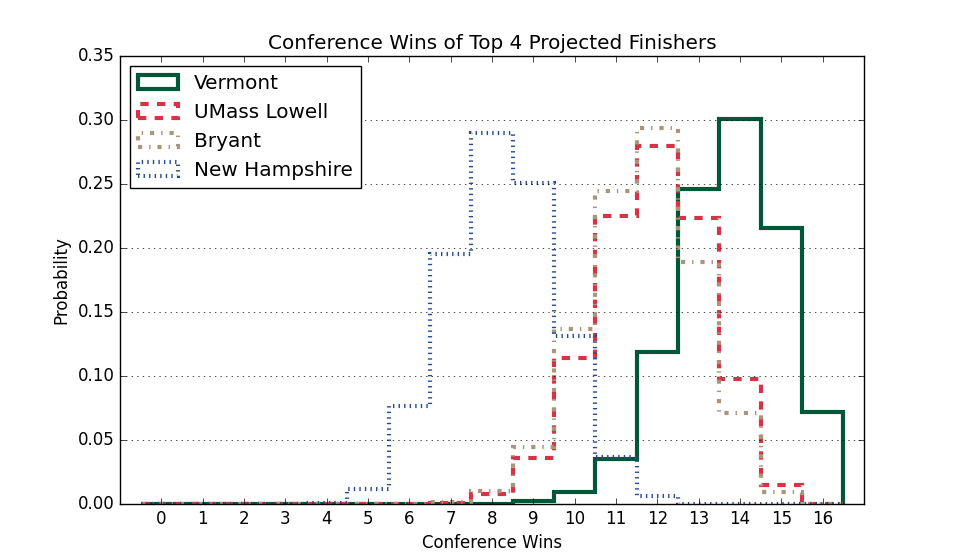 Conference Wins of Top 4 Projected Finishers
Vermont
UMass Lowell
Bryant
New Hampshire
Probability
0.35
0.30
0.25
0.20
0.15
0.10
0.05
0.00
0 1 2 3 4 5 6 7 8 9 10 11 12 13 14 15 16
Conference Wins